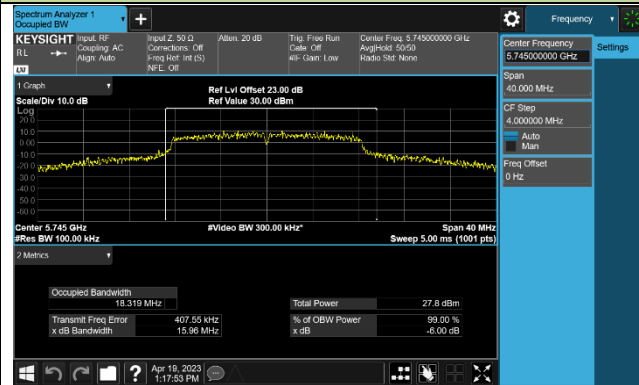 Spectrum Analyzer 1
Occupied BW
Frequency
KEYSIGHT
RL
Input: RF
Coupling: AC
Align: Auto
Input Z: 50 Ω
Corrections: Off
Freq Ref: Int (S)
NFE: Off
Atten: 20 dB
Trig: Free Run
Gate: Off
#IF Gain: Low
Center Freq: 5.745000000 GHz
Avg|Hold: 50/50
Radio Std: None
LXI
1 Graph
Scale/Div 10.0 dB
Ref Lvl Offset 23.00 dB
Ref Value 30.00 dBm
Log
20.0
10.0
0.00
-10.0
-20.0
-30.0
-40.0
-50.0
-60.0
Center 5.745 GHz
#Res BW 100.00 kHz
#Video BW 300.00 kHz*
Span 40 MHz
Sweep 5.00 ms (1001 pts)
2 Metrics
Occupied Bandwidth
18.319 MHz
Total Power 27.8 dBm
Transmit Freq Error 407.55 kHz
% of OBW Power 99.00 %
x dB Bandwidth 15.96 MHz
x dB -6.00 dB
Apr 19, 2023
1:17:53 PM
Center Frequency
5.745000000 GHz
Settings
Span
40.000 MHz
CF Step
4.000000 MHz
Auto
Man
Freq Offset
0 Hz